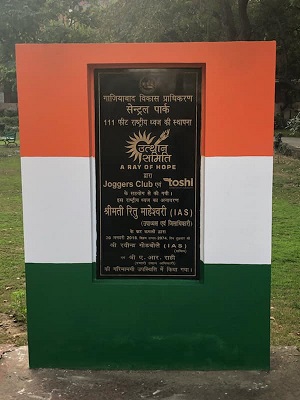 गाज़ियाबाद विकास प्राधिकरण
सेन्ट्रल पार्क
111 फीट राष्ट्रीय ध्वज की स्थापना
उत्थान
समिति
A RAY OF HOPE
द्वारा
Joggers Club एवं toshi
के सहयोग से की गयी।
इस राष्ट्रीय ध्वज का अनावरण
श्रीमती रितु माहेश्वरी (IAS)
(उपाध्यक्ष एवं जिलाधिकारी)
के कर कमलों द्वारा
श्री रवीन्द्र गोडबोले (IAS)
(सचिव)
श्री ए. आर. राही
की गरिमामयी उपस्थिति में किया गया।